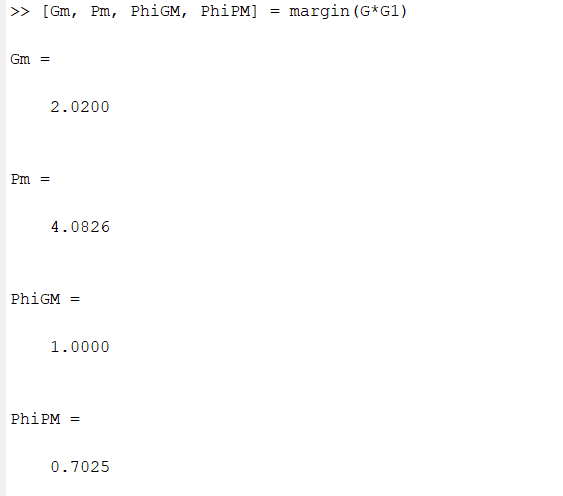 >> [Gm, Pm, PhiGM, PhiPM] = margin(G*G1)
Gm =
2.0200
Pm =
4.0826
PhiGM =
1.0000
PhiPM =
0.7025